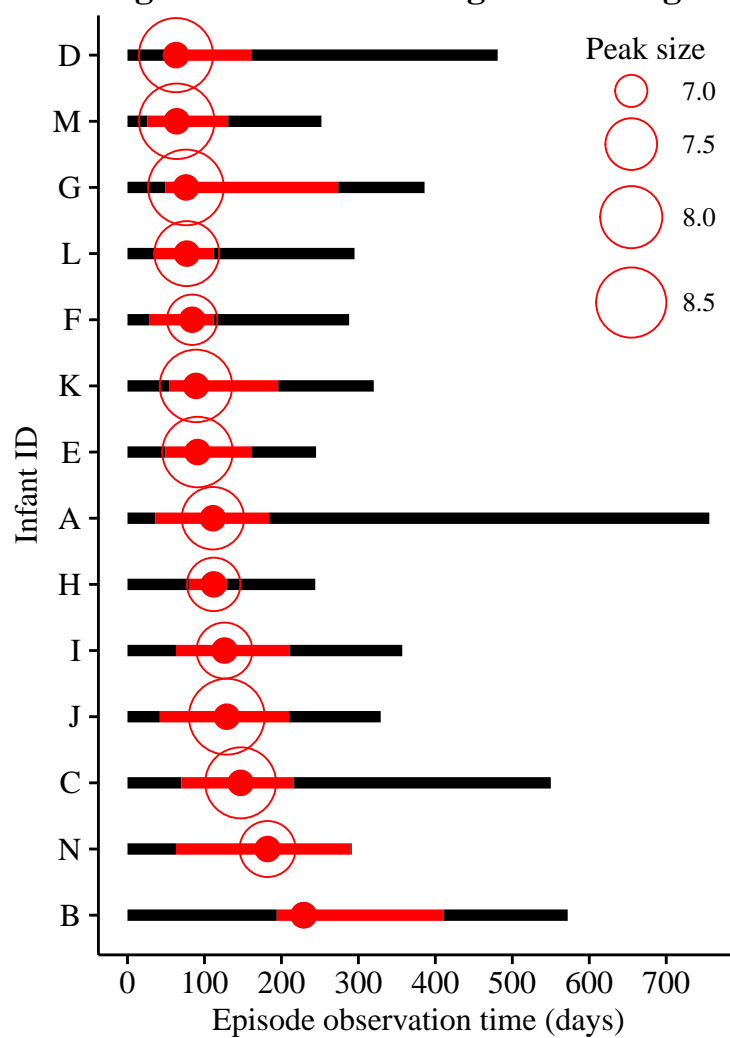 D
M
G
L
F
K
E
A
H
I
J
C
N
B
Infant ID
Peak size
7.0
7.5
8.0
8.5
0 100 200 300 400 500 600 700
Episode observation time (days)